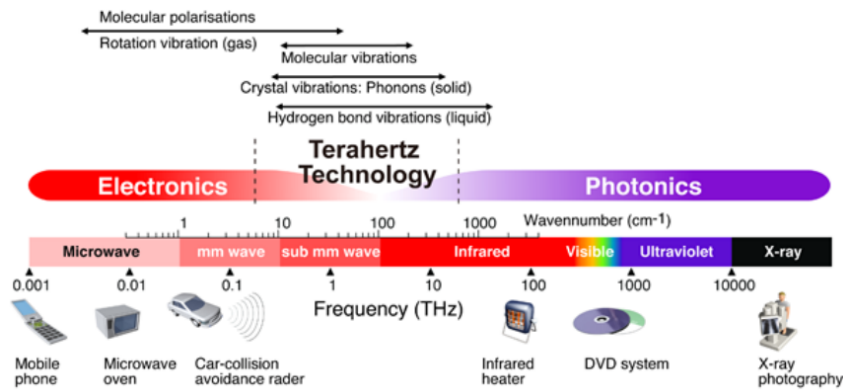 Molecular polarisations
Rotation vibration (gas)
Molecular vibrations
Crystal vibrations: Phonons (solid)
Hydrogen bond vibrations (liquid)
Terahertz
Technology
Electronics
Photonics
1 10 100 1000 Wavennumber (cm-1)
Microwave mm wave sub mm wave Infrared Visible Ultraviolet X-ray
0.001 0.01 0.1 1 10 100 1000 10000
Frequency (THz)
Mobile
phone
Microwave
oven
Car-collision
avoidance rader
Infrared
heater
DVD system
X-ray
photography